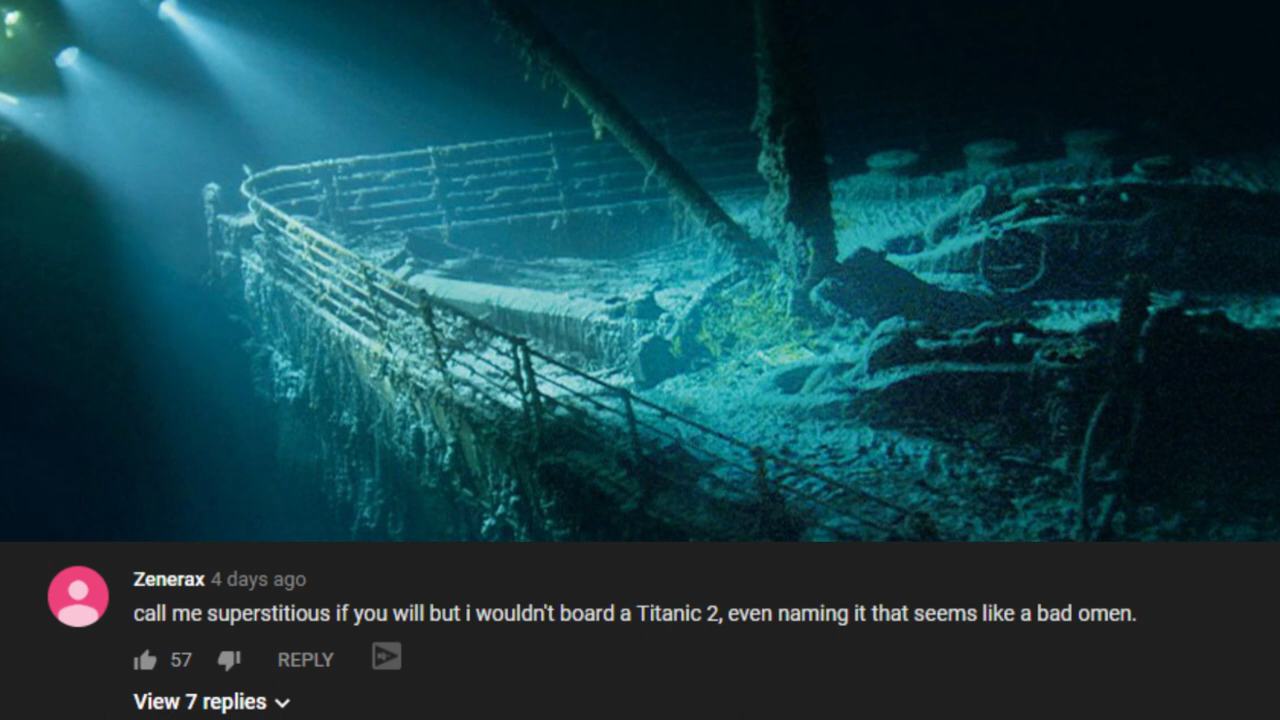 Zenerax 4 days ago
call me superstitious if you will but i wouldn't board a Titanic 2, even naming it that seems like a bad omen.
57 REPLY
View 7 replies